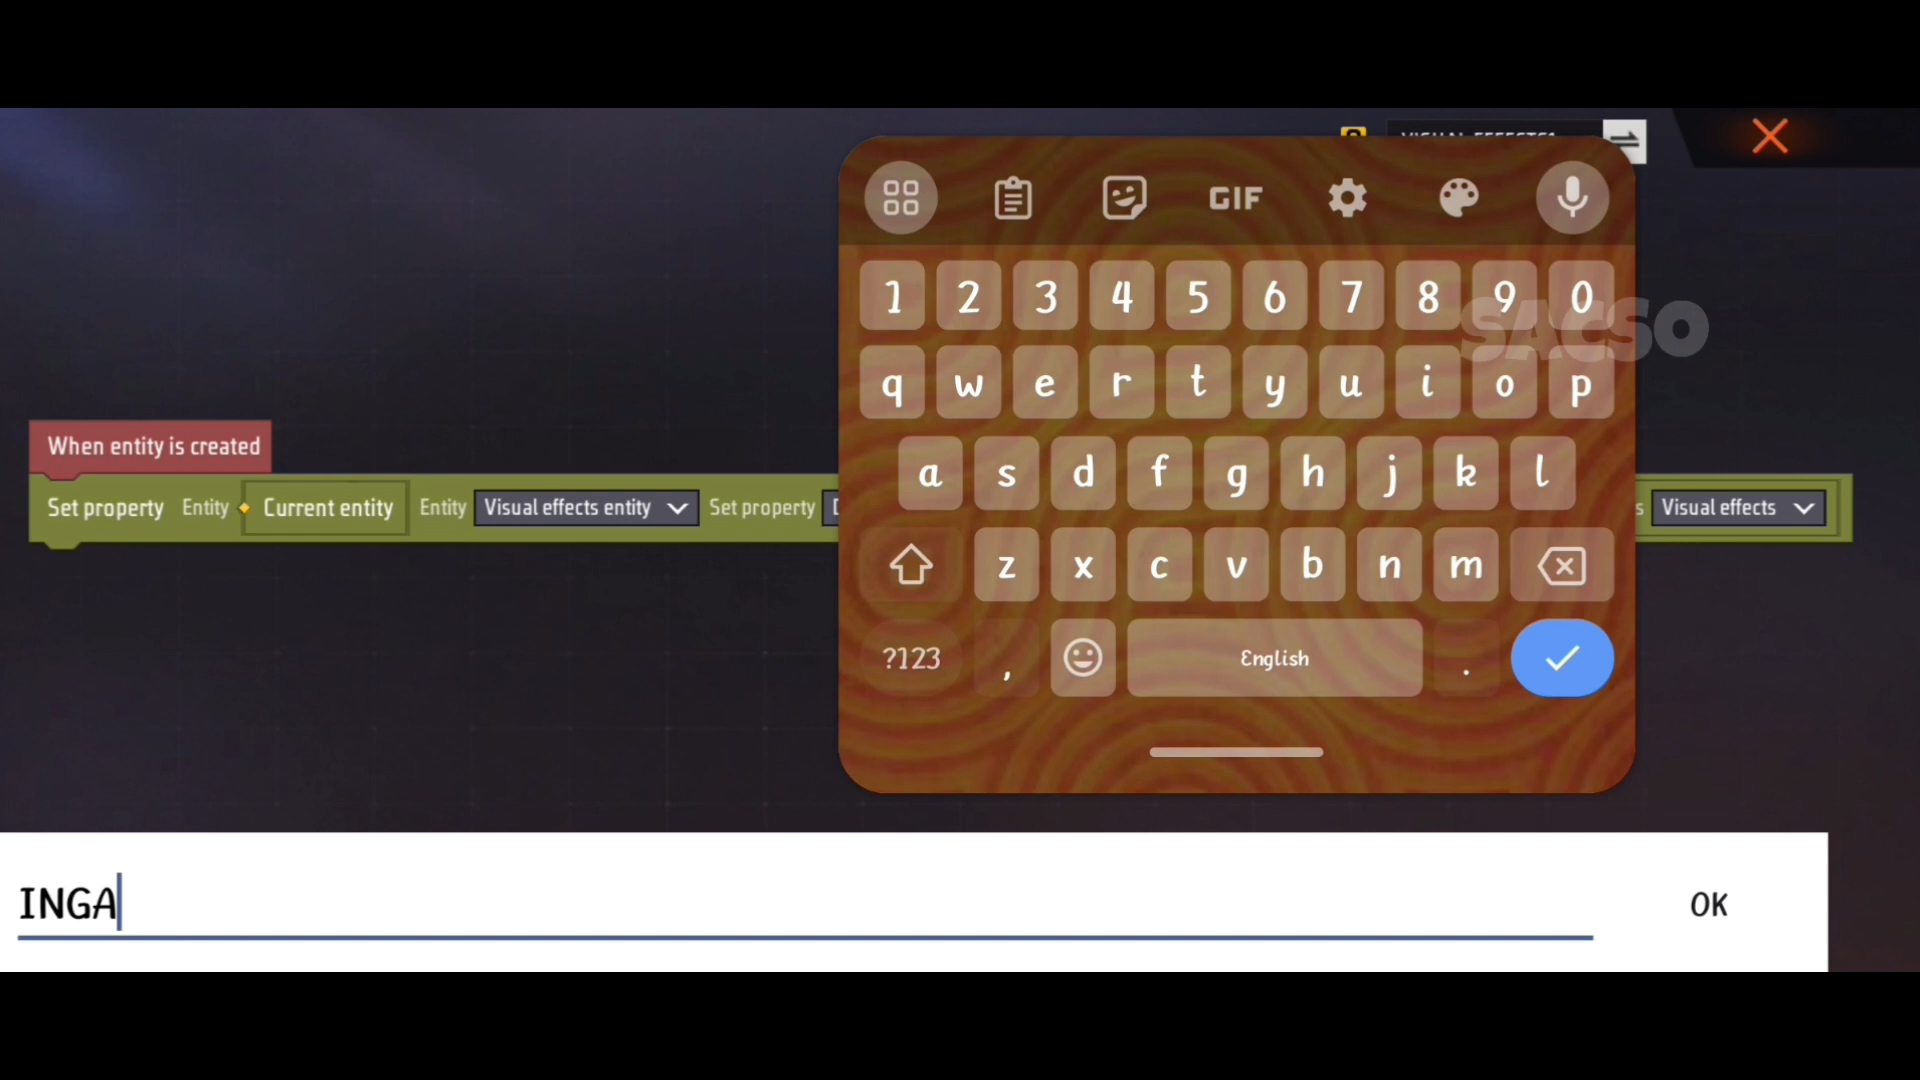 GIF
1 2 3 4 5 6 7 8 9 0
SACSO
q w e r t y u i o p
When entity is created
a s d f g h j k l
Set property Entity Current entity Entity Visual effects entity Set property
s Visual effects
z x c v b n m
?123 , English .
INGA
OK